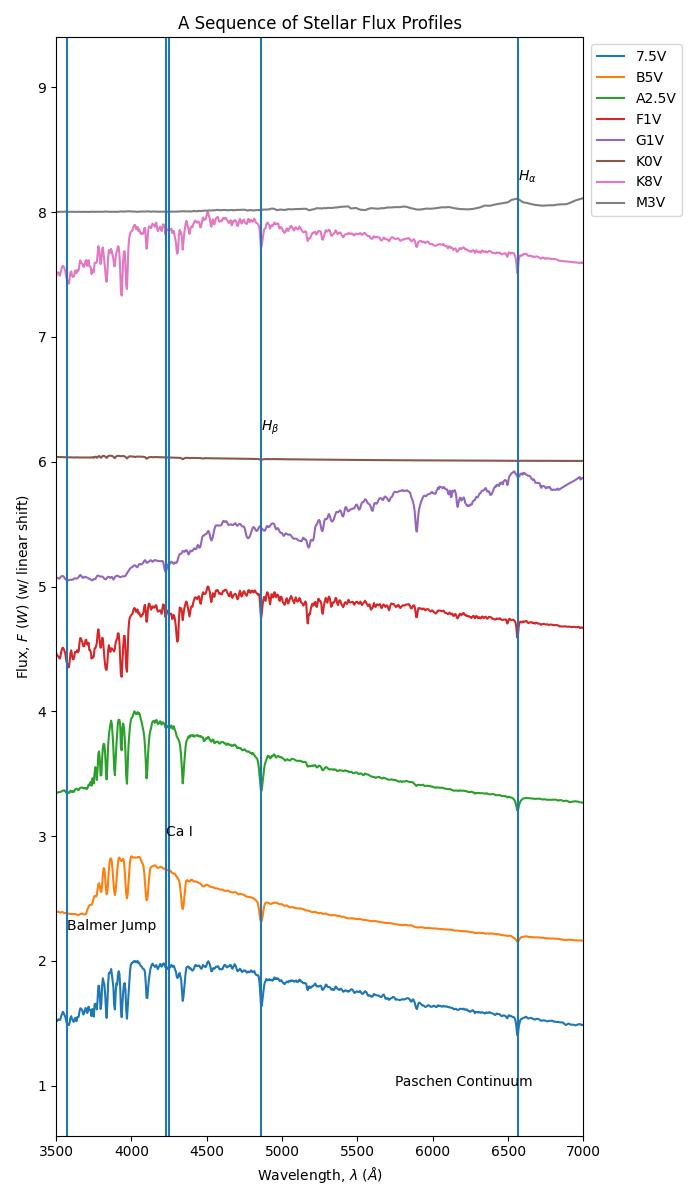 A Sequence of Stellar Flux Profiles
7.5V
B5V
A2.5V
F1V
G1V
K0V
K8V
M3V
Hα
Hβ
Ca I
Balmer Jump
Paschen Continuum
Flux, F (W) (w/ linear shift)
9
8
7
6
5
4
3
2
1
3500 4000 4500 5000 5500 6000 6500 7000
Wavelength, λ (Å)